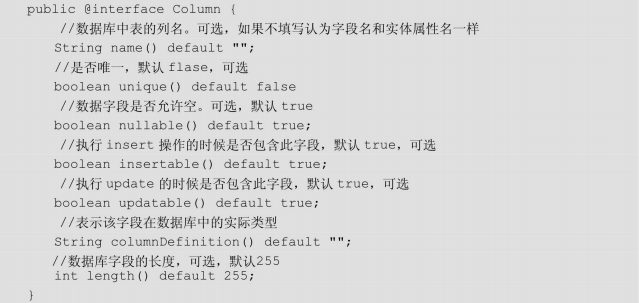 public @interface Column {
//数据库中表的列名。可选，如果不填写认为字段名和实体属性名一样
String name() default "";
//是否唯一，默认 flase，可选
boolean unique() default false
//数据字段是否允许空。可选，默认 true
boolean nullable() default true;
//执行 insert 操作的时候是否包含此字段，默认 true，可选
boolean insertable() default true;
//执行 update 的时候是否包含此字段，默认 true，可选
boolean updatable() default true;
//表示该字段在数据库中的实际类型
String columnDefinition() default "";
//数据库字段的长度，可选，默认255
int length() default 255;
}